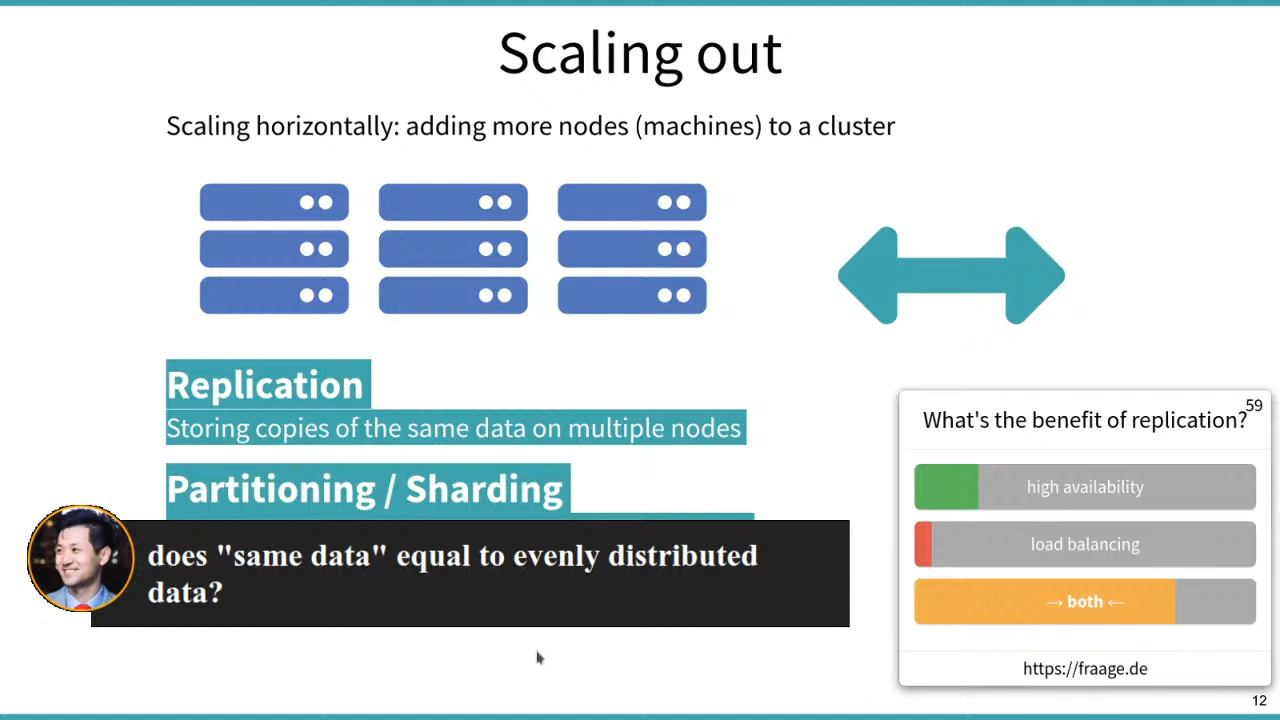 Scaling out
Scaling horizontally: adding more nodes (machines) to a cluster
Replication
Storing copies of the same data on multiple nodes
Partitioning / Sharding
does "same data" equal to evenly distributed
data?
What's the benefit of replication?
59
high availability
load balancing
→ both ←
https://fraage.de
12